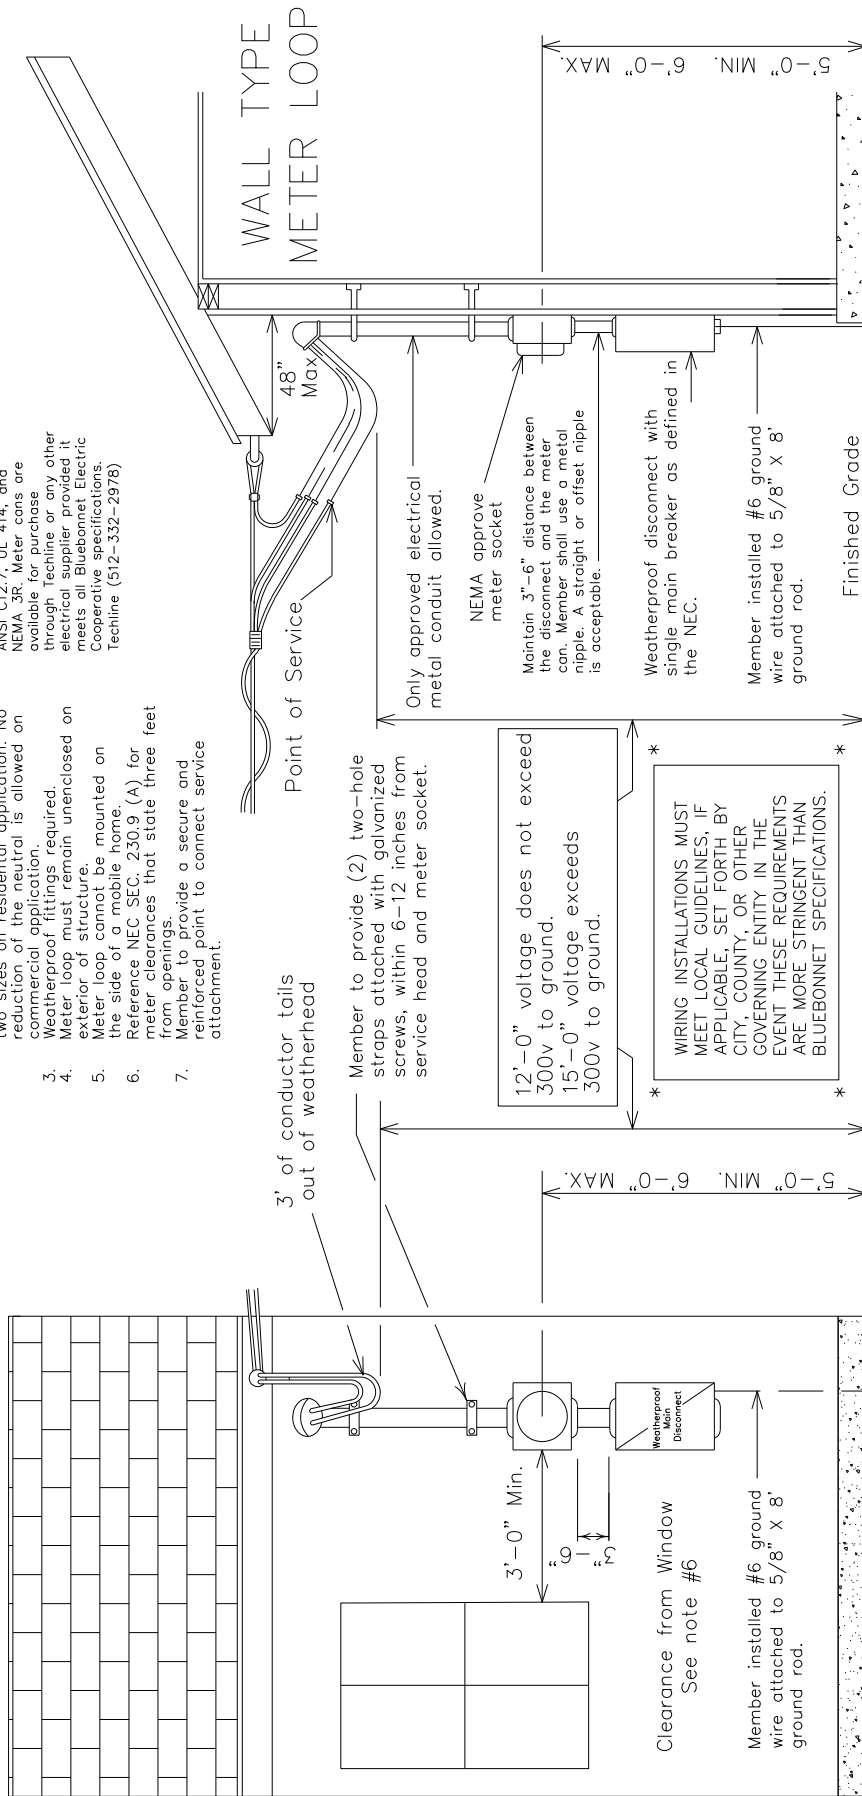 two sizes on residental application. No
reduction of the neutral is allowed on
commercial application.
3. Weatherproof fittings required.
4. Meter loop must remain unenclosed on
exterior of structure.
5. Meter loop cannot be mounted on
the side of a mobile home.
6. Reference NEC SEC. 230.9 (A) for
meter clearances that state three feet
from openings.
7. Member to provide a secure and
reinforced point to connect service
attachment.
ANSI C12.7, UL 414, and
NEMA 3R. Meter cans are
available for purchase
through Techline or any other
electrical supplier provided it
meets all Bluebonnet Electric
Cooperative specifications.
Techline (512-332-2978)
WALL TYPE
METER LOOP
3' of conductor tails
out of weatherhead
Member to provide (2) two-hole
straps attached with galvanized
screws, within 6-12 inches from
service head and meter socket.
Point of Service
48"
Max
Only approved electrical
metal conduit allowed.
NEMA approve
meter socket
Maintain 3"-6" distance between
the disconnect and the meter
can. Member shall use a metal
nipple. A straight or offset nipple
is acceptable.
Weatherproof disconnect with
single main breaker as defined in
the NEC.
Member installed #6 ground
wire attached to 5/8" X 8'
ground rod.
Finished Grade
5'-0" MIN. 6'-0" MAX.
12'-0" voltage does not exceed
300v to ground.
15'-0" voltage exceeds
300v to ground.
* *
WIRING INSTALLATIONS MUST
MEET LOCAL GUIDELINES, IF
APPLICABLE, SET FORTH BY
CITY, COUNTY, OR OTHER
GOVERNING ENTITY IN THE
EVENT THESE REQUIREMENTS
ARE MORE STRINGENT THAN
BLUEBONNET SPECIFICATIONS.
* *
5'-0" MIN. 6'-0" MAX.
3'-0" Min.
3"-6"
Weatherproof
Main
Disconnect
Clearance from Window
See note #6
Member installed #6 ground
wire attached to 5/8" X 8'
ground rod.